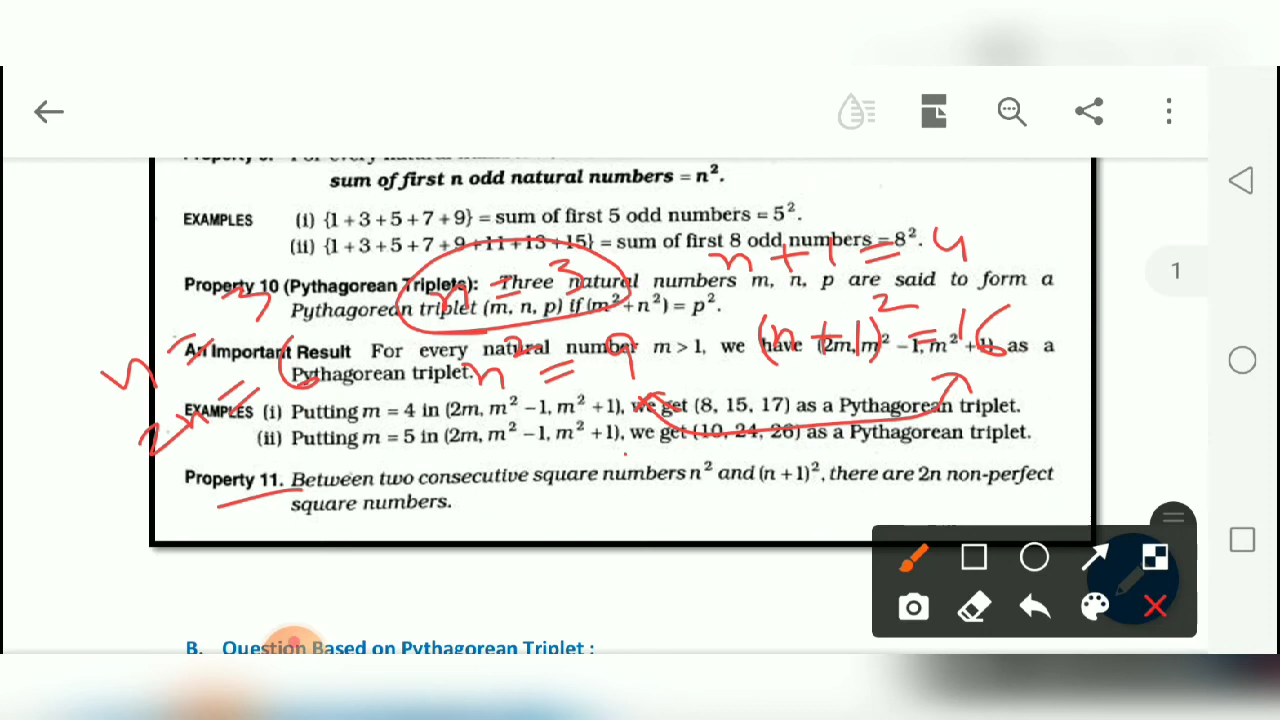 sum of first n odd natural numbers = n².
EXAMPLES (i) {1 + 3 + 5 + 7 + 9} = sum of first 5 odd numbers = 5².
(ii) {1 + 3 + 5 + 7 + 9 + 11 + 13 + 15} = sum of first 8 odd numbers = 8².
n + 1 = 4
Property 10 (Pythagorean Triplets): Three natural numbers m, n, p are said to form a
n = 3
Pythagorean triplet (m, n, p) if (m² + n²) = p².
(n + 1)² = 16
An Important Result For every natural number m > 1, we have (2m, m² – 1, m² + 1) as a
n = 3
Pythagorean triplet.
n² = 9
2n = 6
EXAMPLES (i) Putting m = 4 in (2m, m² – 1, m² + 1), we get (8, 15, 17) as a Pythagorean triplet.
(ii) Putting m = 5 in (2m, m² – 1, m² + 1), we get (10, 24, 26) as a Pythagorean triplet.
Property 11. Between two consecutive square numbers n² and (n + 1)², there are 2n non-perfect
square numbers.
B. Question Based on Pythagorean Triplet :
1